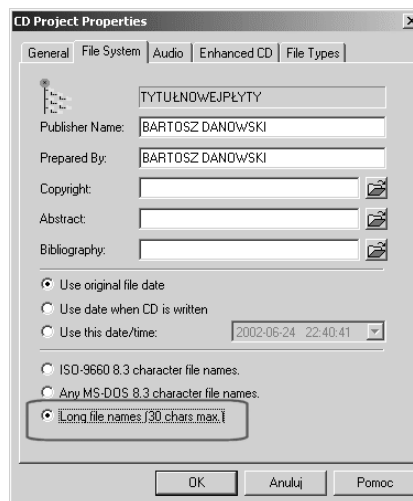 CD Project Properties
General File System Audio Enhanced CD File Types
TYTUŁNOWEJPŁYTY
Publisher Name: BARTOSZ DANOWSKI
Prepared By: BARTOSZ DANOWSKI
Copyright:
Abstract:
Bibliography:
Use original file date
Use date when CD is written
Use this date/time: 2002-06-24 22:40:41
ISO-9660 8.3 character file names.
Any MS-DOS 8.3 character file names.
Long file names (30 chars max.)
OK Anuluj Pomoc